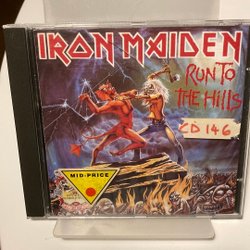 IRON MAIDEN
RUN TO
THE HILLS
CD 146
MID-PRICE